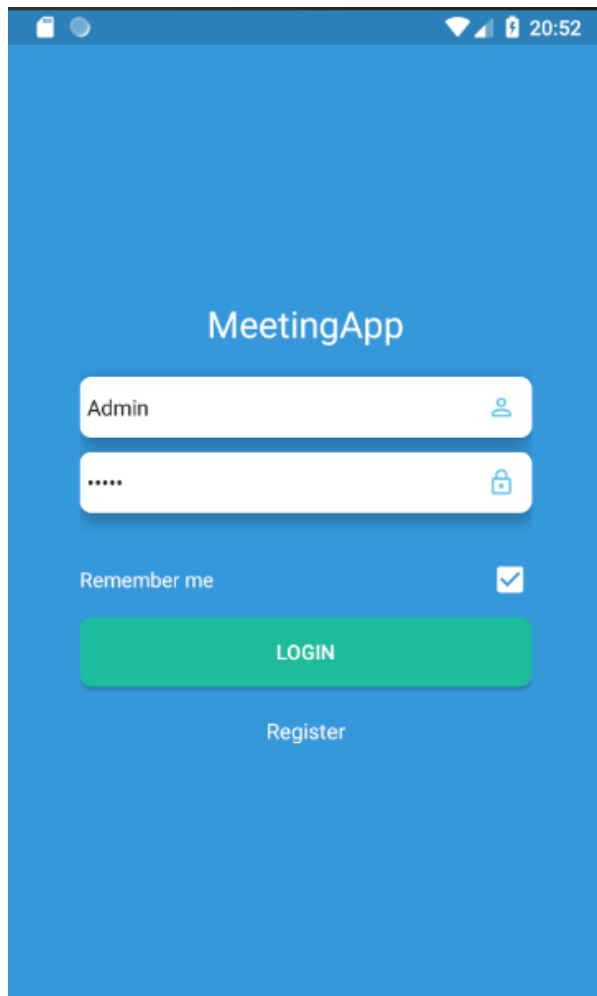 20:52
MeetingApp
Admin
•••••
Remember me
LOGIN
Register